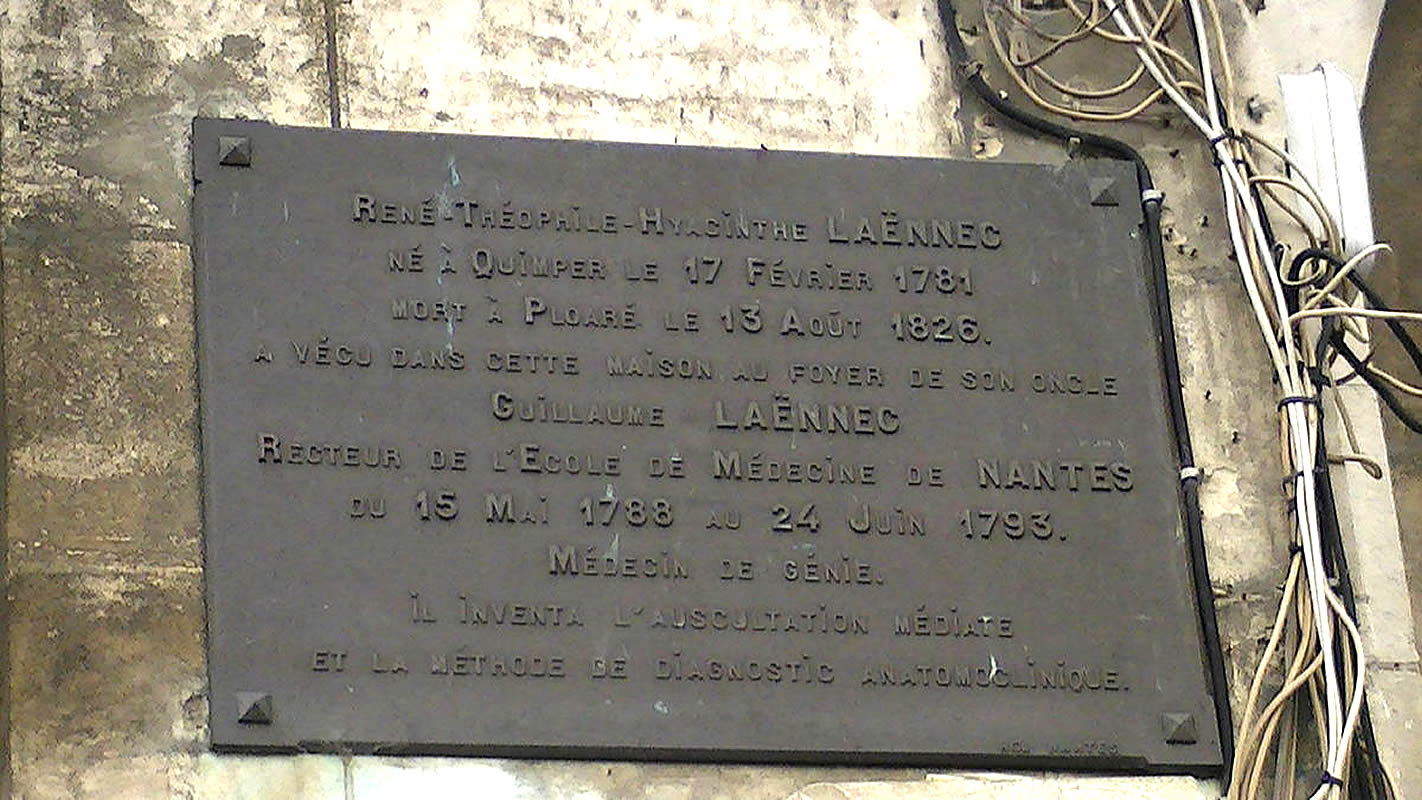 RENÉ-THÉOPHILE-HYACINTHE LAËNNEC
NÉ À QUIMPER LE 17 FÉVRIER 1781
MORT À PLOARÉ LE 13 AOÛT 1826.
A VÉCU DANS CETTE MAISON AU FOYER DE SON ONCLE
GUILLAUME LAËNNEC
RECTEUR DE L'ECOLE DE MÉDECINE DE NANTES
DU 15 MAI 1788 AU 24 JUIN 1793.
MÉDECIN DE GÉNIE.
IL INVENTA L'AUSCULTATION MÉDIATE
ET LA MÉTHODE DE DIAGNOSTIC ANATOMOCLINIQUE.
NANTES